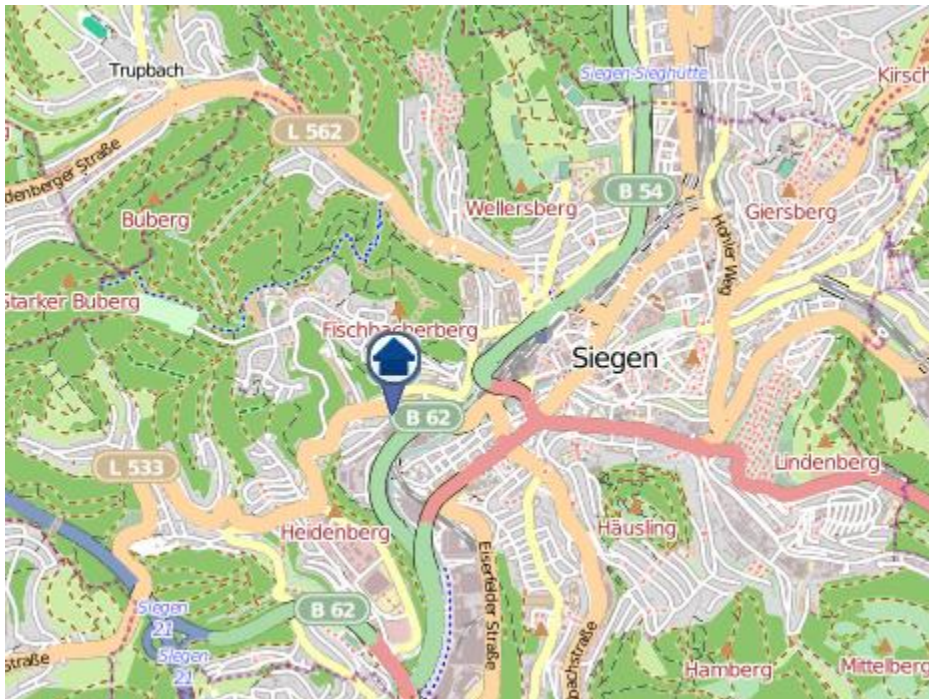 Trupbach
Siegen-Sieghütte
Kirsch
L 562
denberger Straße
Wellersberg
B 54
Giersberg
Buberg
Hohler Weg
Starker Buberg
Fischbacherberg
Siegen
B 62
L 533
Lindenberg
Heidenberg
Häusling
Eiserfelder Straße
B 62
Siegen
21
Siegen
21
straße
bachstraße
Hamberg
Mittelberg